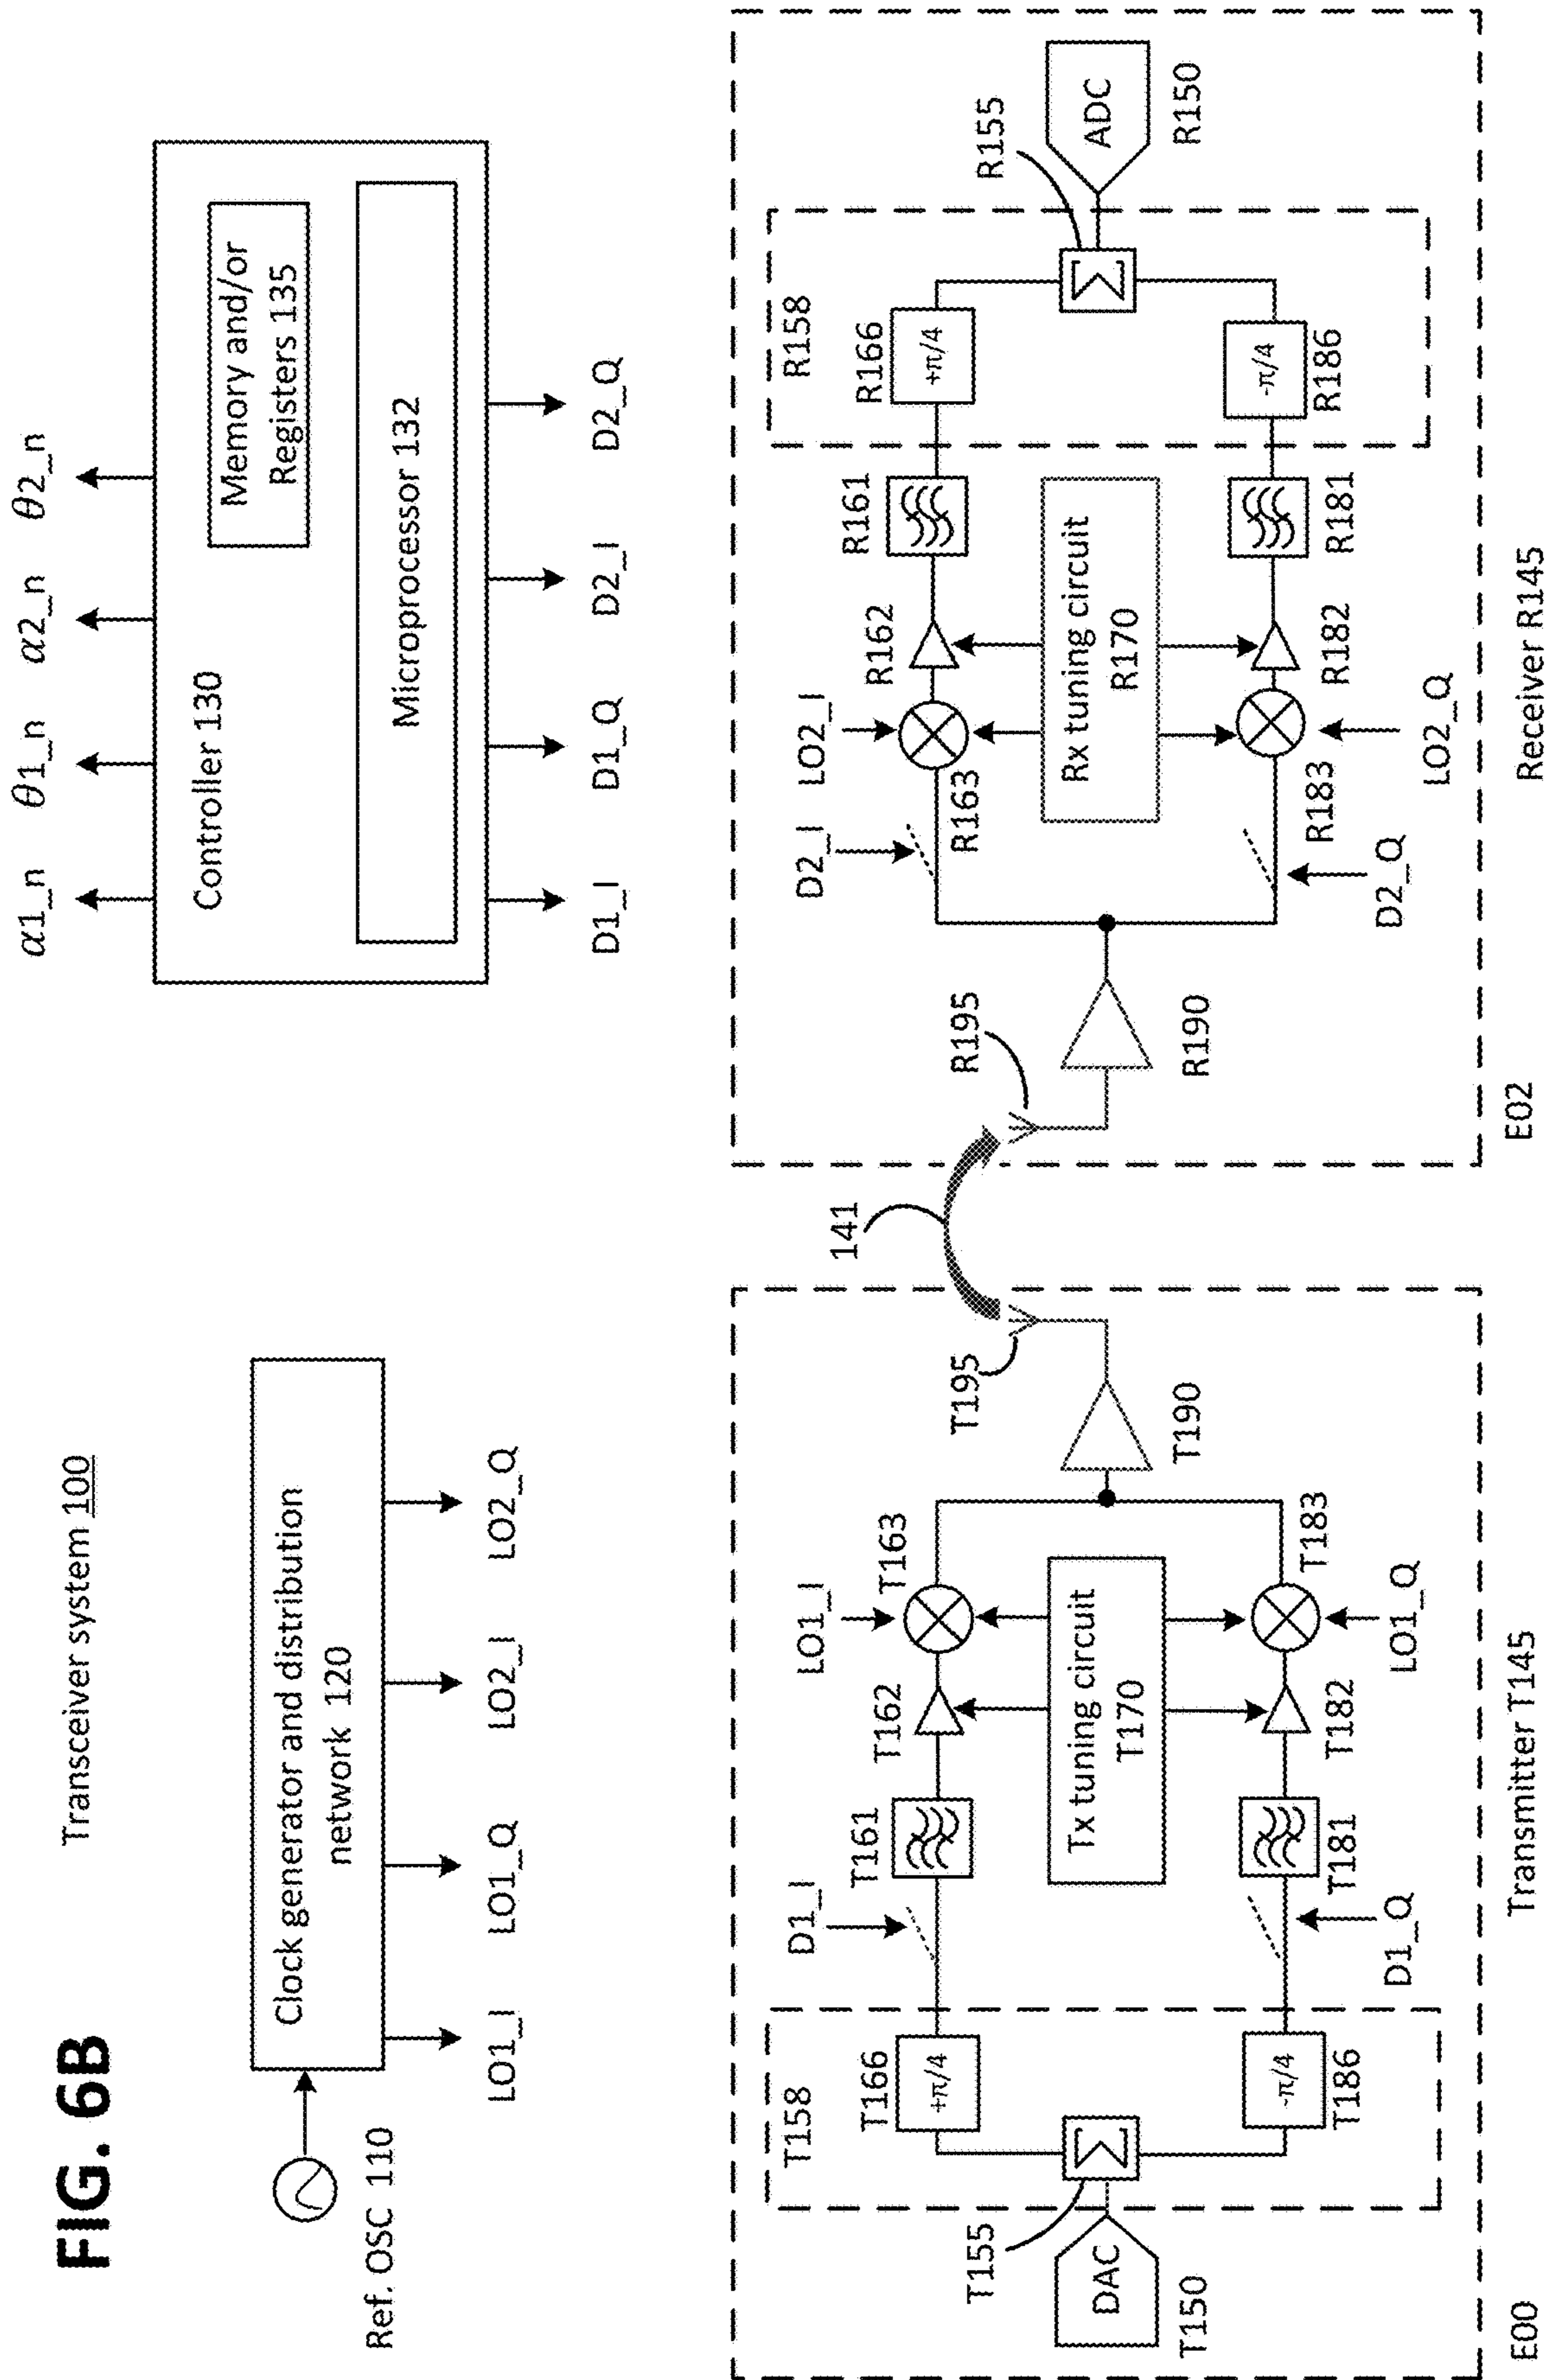 FIG. 6B
Transceiver system 100
Ref. OSC 110
Clock generator and distribution
network 120
LO1_I
LO1_Q
LO2_I
LO2_Q
α1_n
θ1_n
α2_n
θ2_n
Controller 130
Memory and/or
Registers 135
Microprocessor 132
D1_I
D1_Q
D2_I
D2_Q
E00
Transmitter T145
DAC
T150
T155
Σ
T158
T166
+π/4
-π/4
T186
D1_I
D1_Q
T161
T181
T162
T182
Tx tuning circuit
T170
LO1_I
LO1_Q
T163
T183
T190
T195
141
E02
Receiver R145
R195
R190
D2_I
D2_Q
R163
R183
LO2_I
LO2_Q
Rx tuning circuit
R170
R162
R182
R161
R181
R158
R166
+π/4
-π/4
R186
Σ
R155
ADC
R150